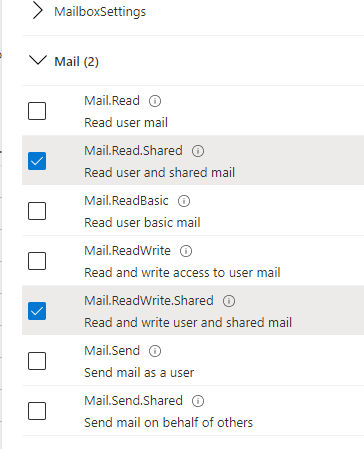 MailboxSettings
Mail (2)
Mail.Read
Read user mail
Mail.Read.Shared
Read user and shared mail
Mail.ReadBasic
Read user basic mail
Mail.ReadWrite
Read and write access to user mail
Mail.ReadWrite.Shared
Read and write user and shared mail
Mail.Send
Send mail as a user
Mail.Send.Shared
Send mail on behalf of others